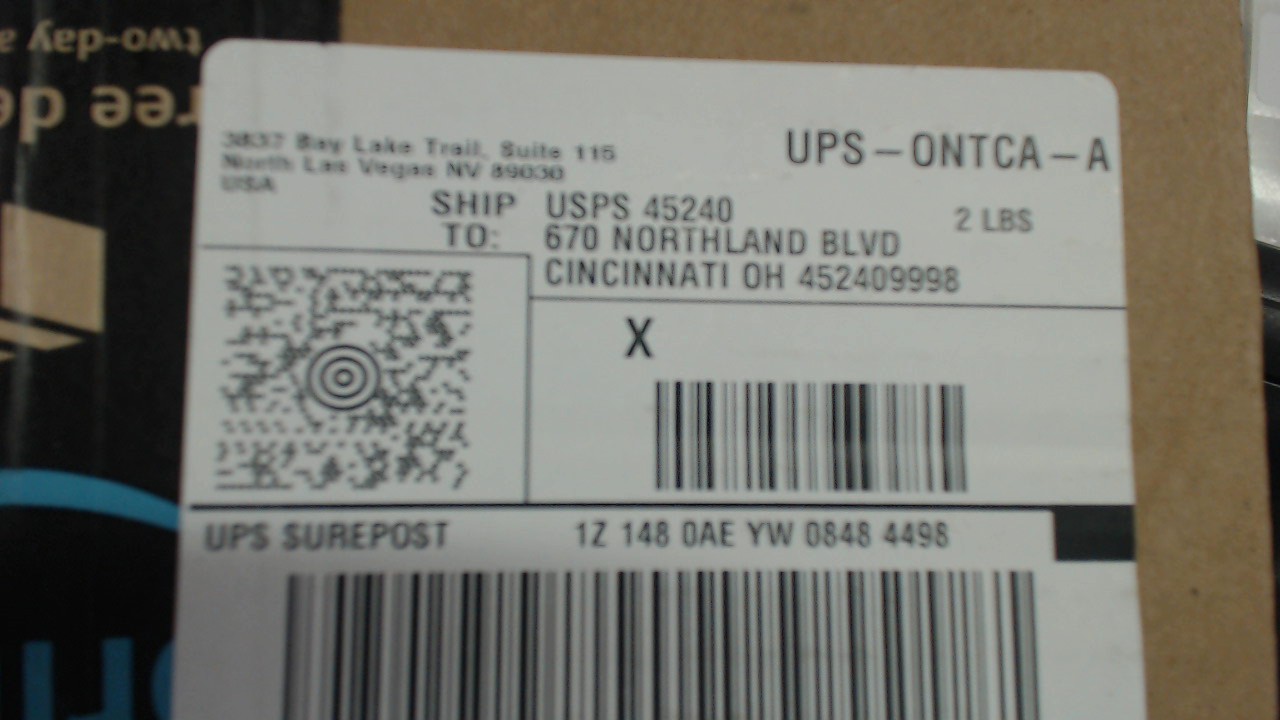 two-day a
ree de
3837 Bay Lake Trail, Suite 115
North Las Vegas NV 89030
USA
UPS-ONTCA-A
SHIP TO:
USPS 45240
670 NORTHLAND BLVD
CINCINNATI OH 452409998
2 LBS
X
UPS SUREPOST 1Z 148 0AE YW 0848 4498